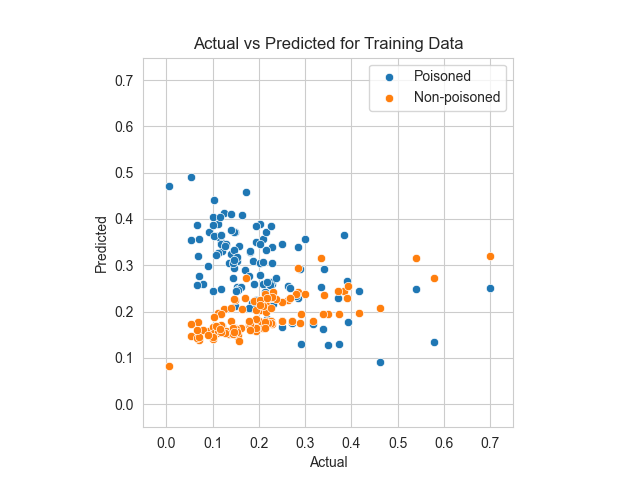 Actual vs Predicted for Training Data
Poisoned
Non-poisoned
0.7
0.6
0.5
0.4
0.3
0.2
0.1
0.0
Predicted
0.0 0.1 0.2 0.3 0.4 0.5 0.6 0.7
Actual